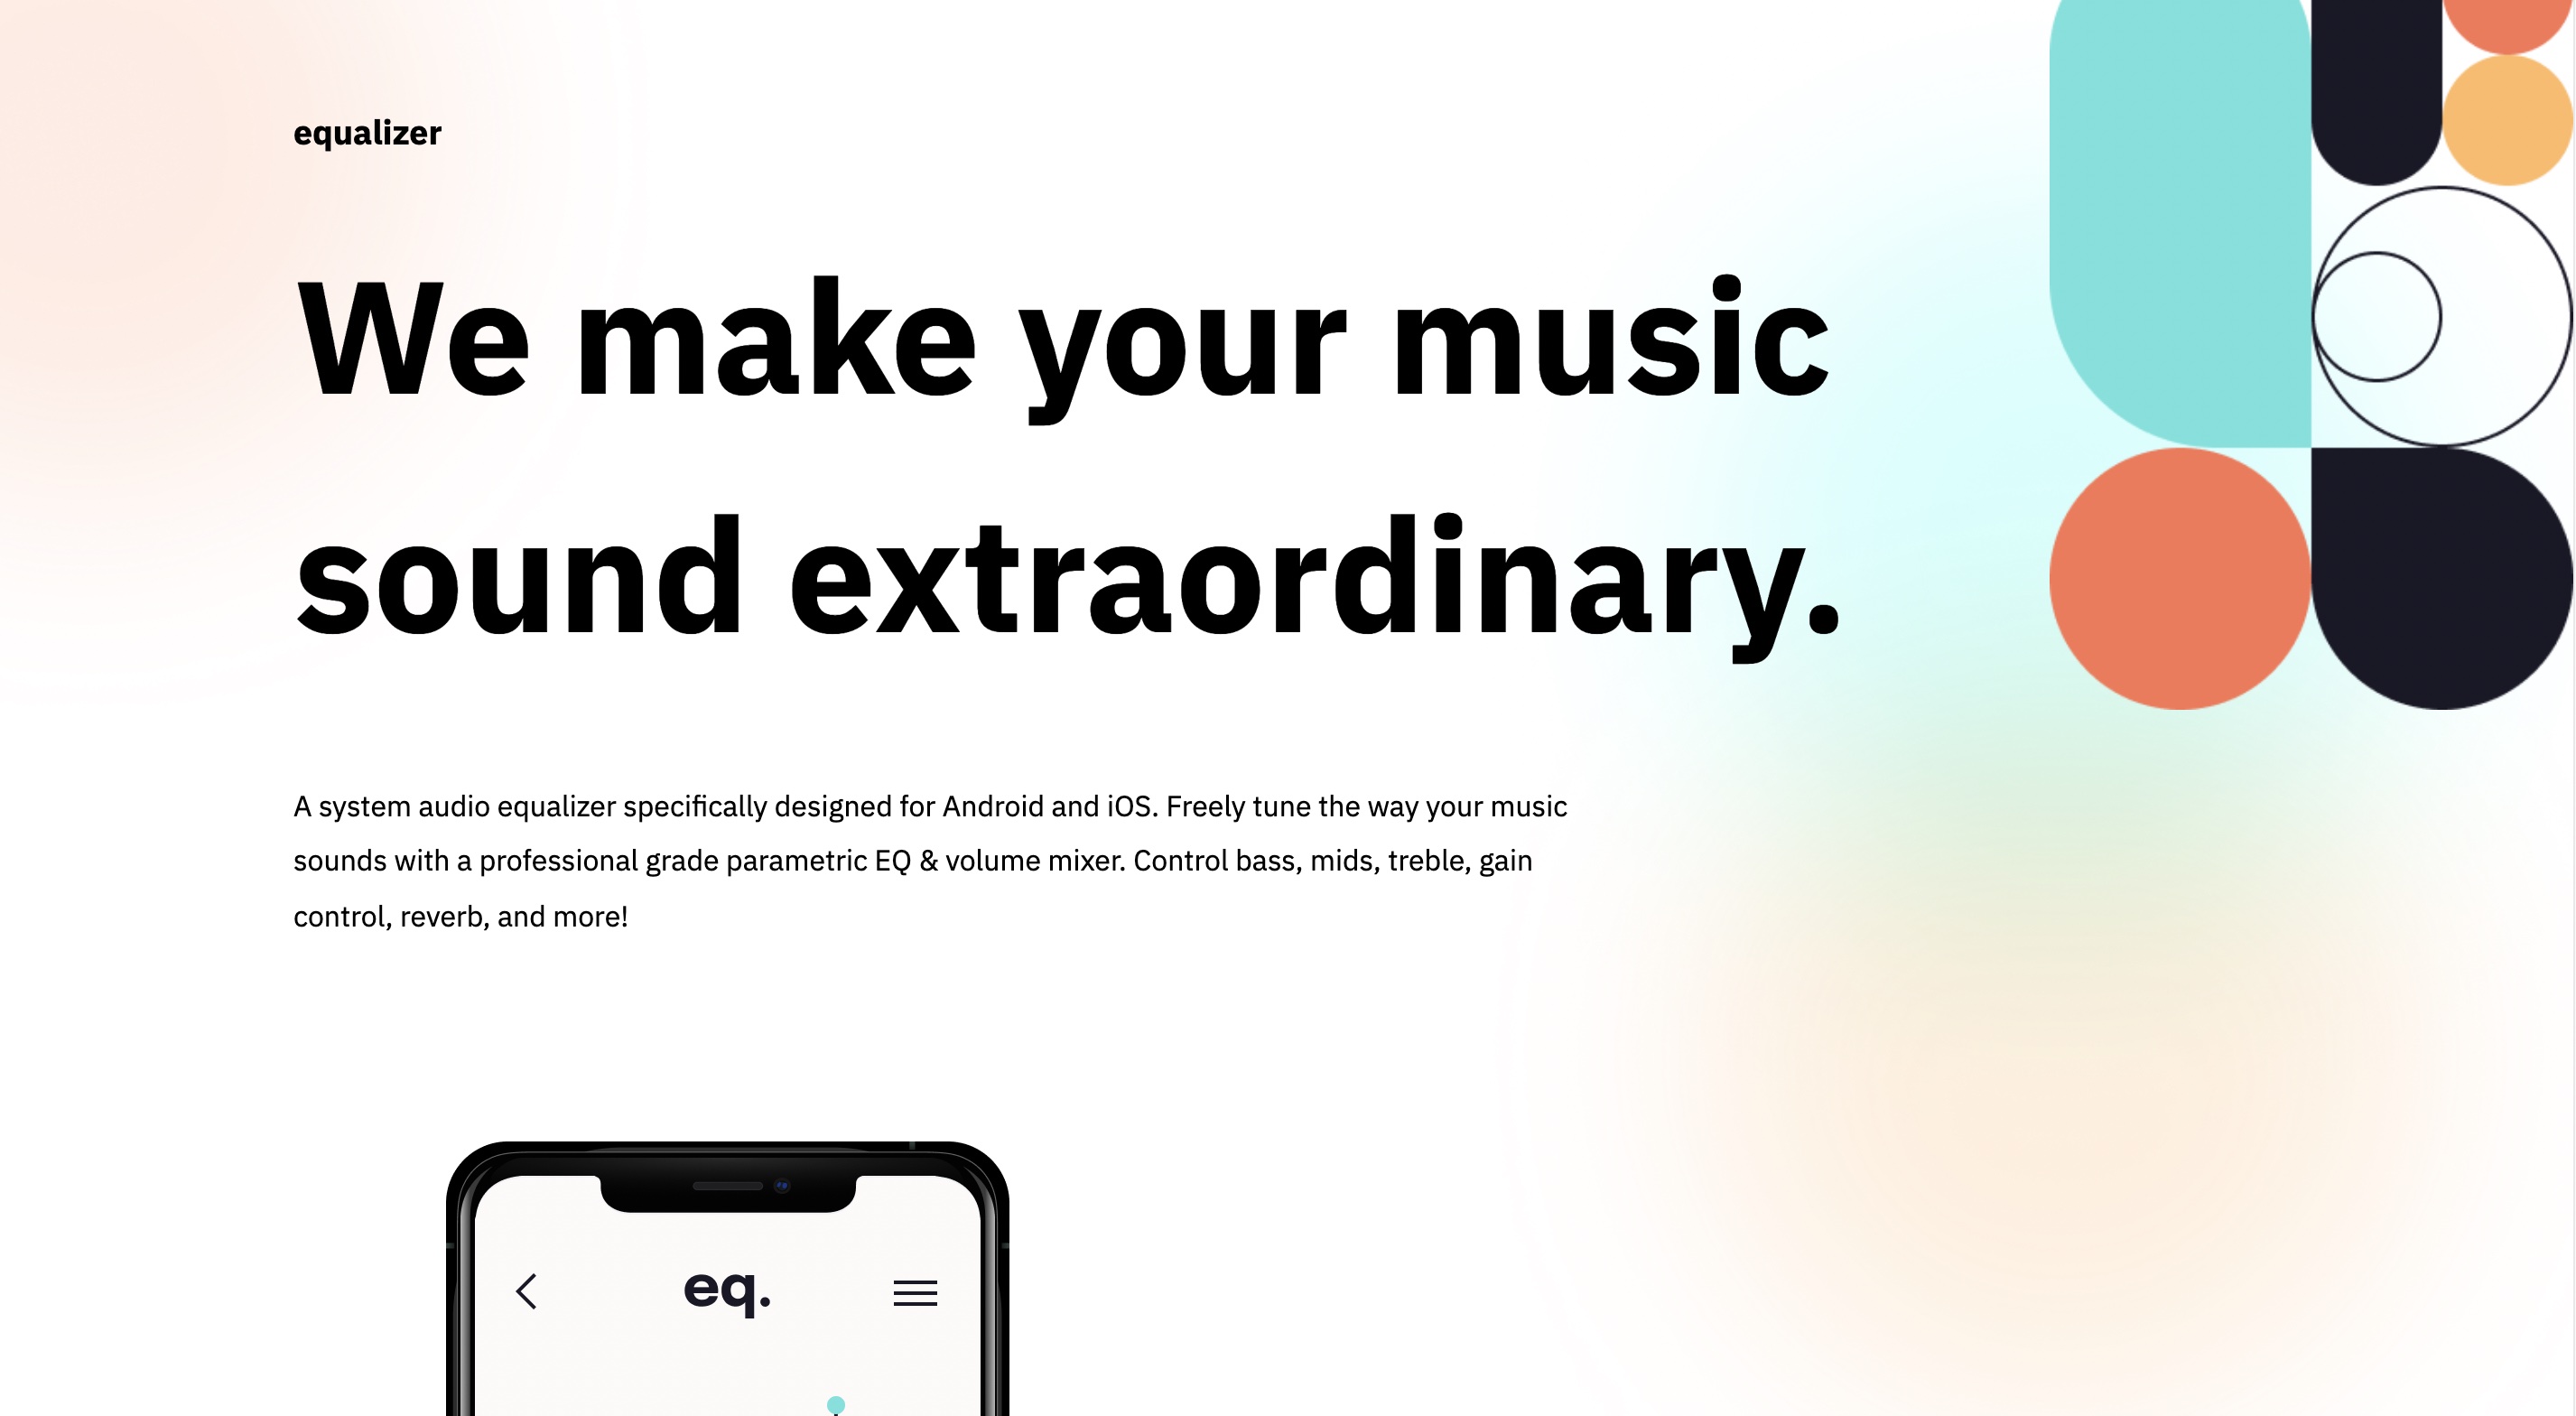 equalizer
We make your music
sound extraordinary.
A system audio equalizer specifically designed for Android and iOS. Freely tune the way your music
sounds with a professional grade parametric EQ & volume mixer. Control bass, mids, treble, gain
control, reverb, and more!
eq.